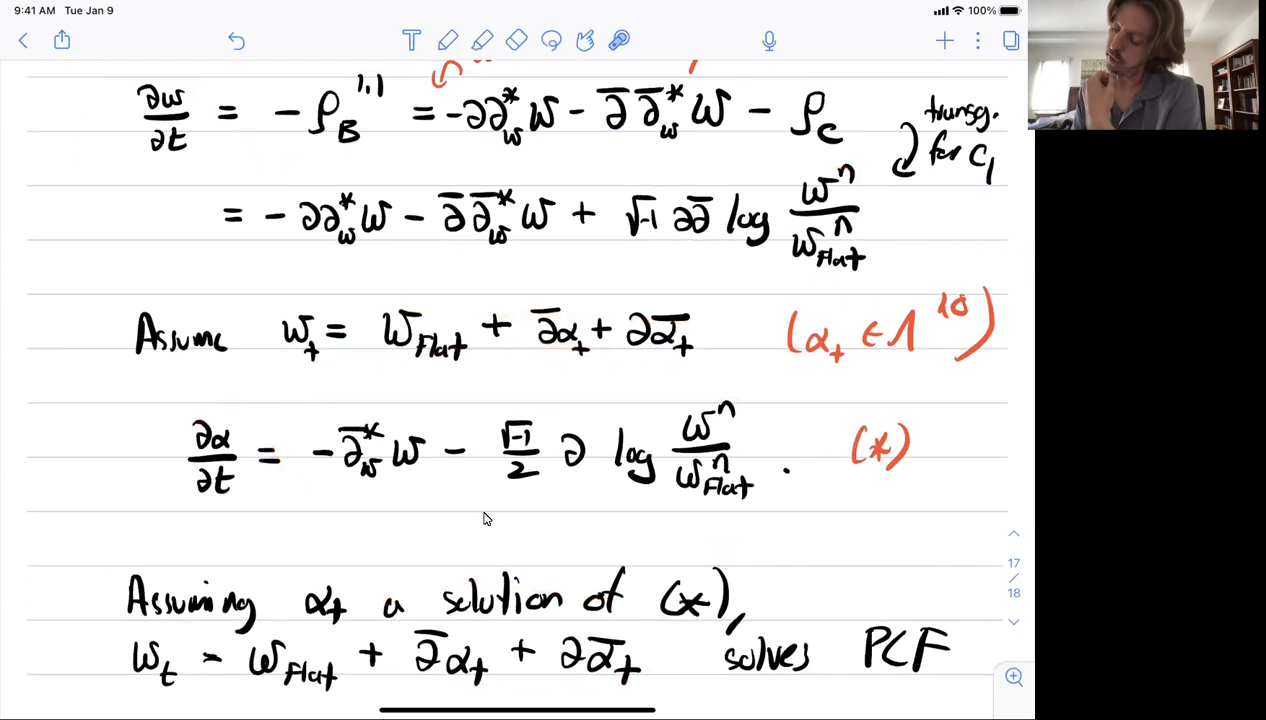 9:41 AM Tue Jan 9
100%
∂ω/∂t = - ρ_B^{1,1} = -∂∂*_ω ω - ∂̄∂̄*_ω ω - ρ_C
transg. for c_1
= - ∂∂*_ω ω - ∂̄∂̄*_ω ω + √-1 ∂∂̄ log ω^n / ω^n_Flat
Assume ω_t = ω_Flat + ∂̄α_t + ∂ᾱ_t (α_t ∈ Λ^{10})
∂α/∂t = - ∂̄*_ω ω - √-1/2 ∂ log ω^n / ω^n_Flat . (*)
Assuming α_t a solution of (*),
ω_t = ω_Flat + ∂̄α_t + ∂ᾱ_t solves PCF
17
/
18